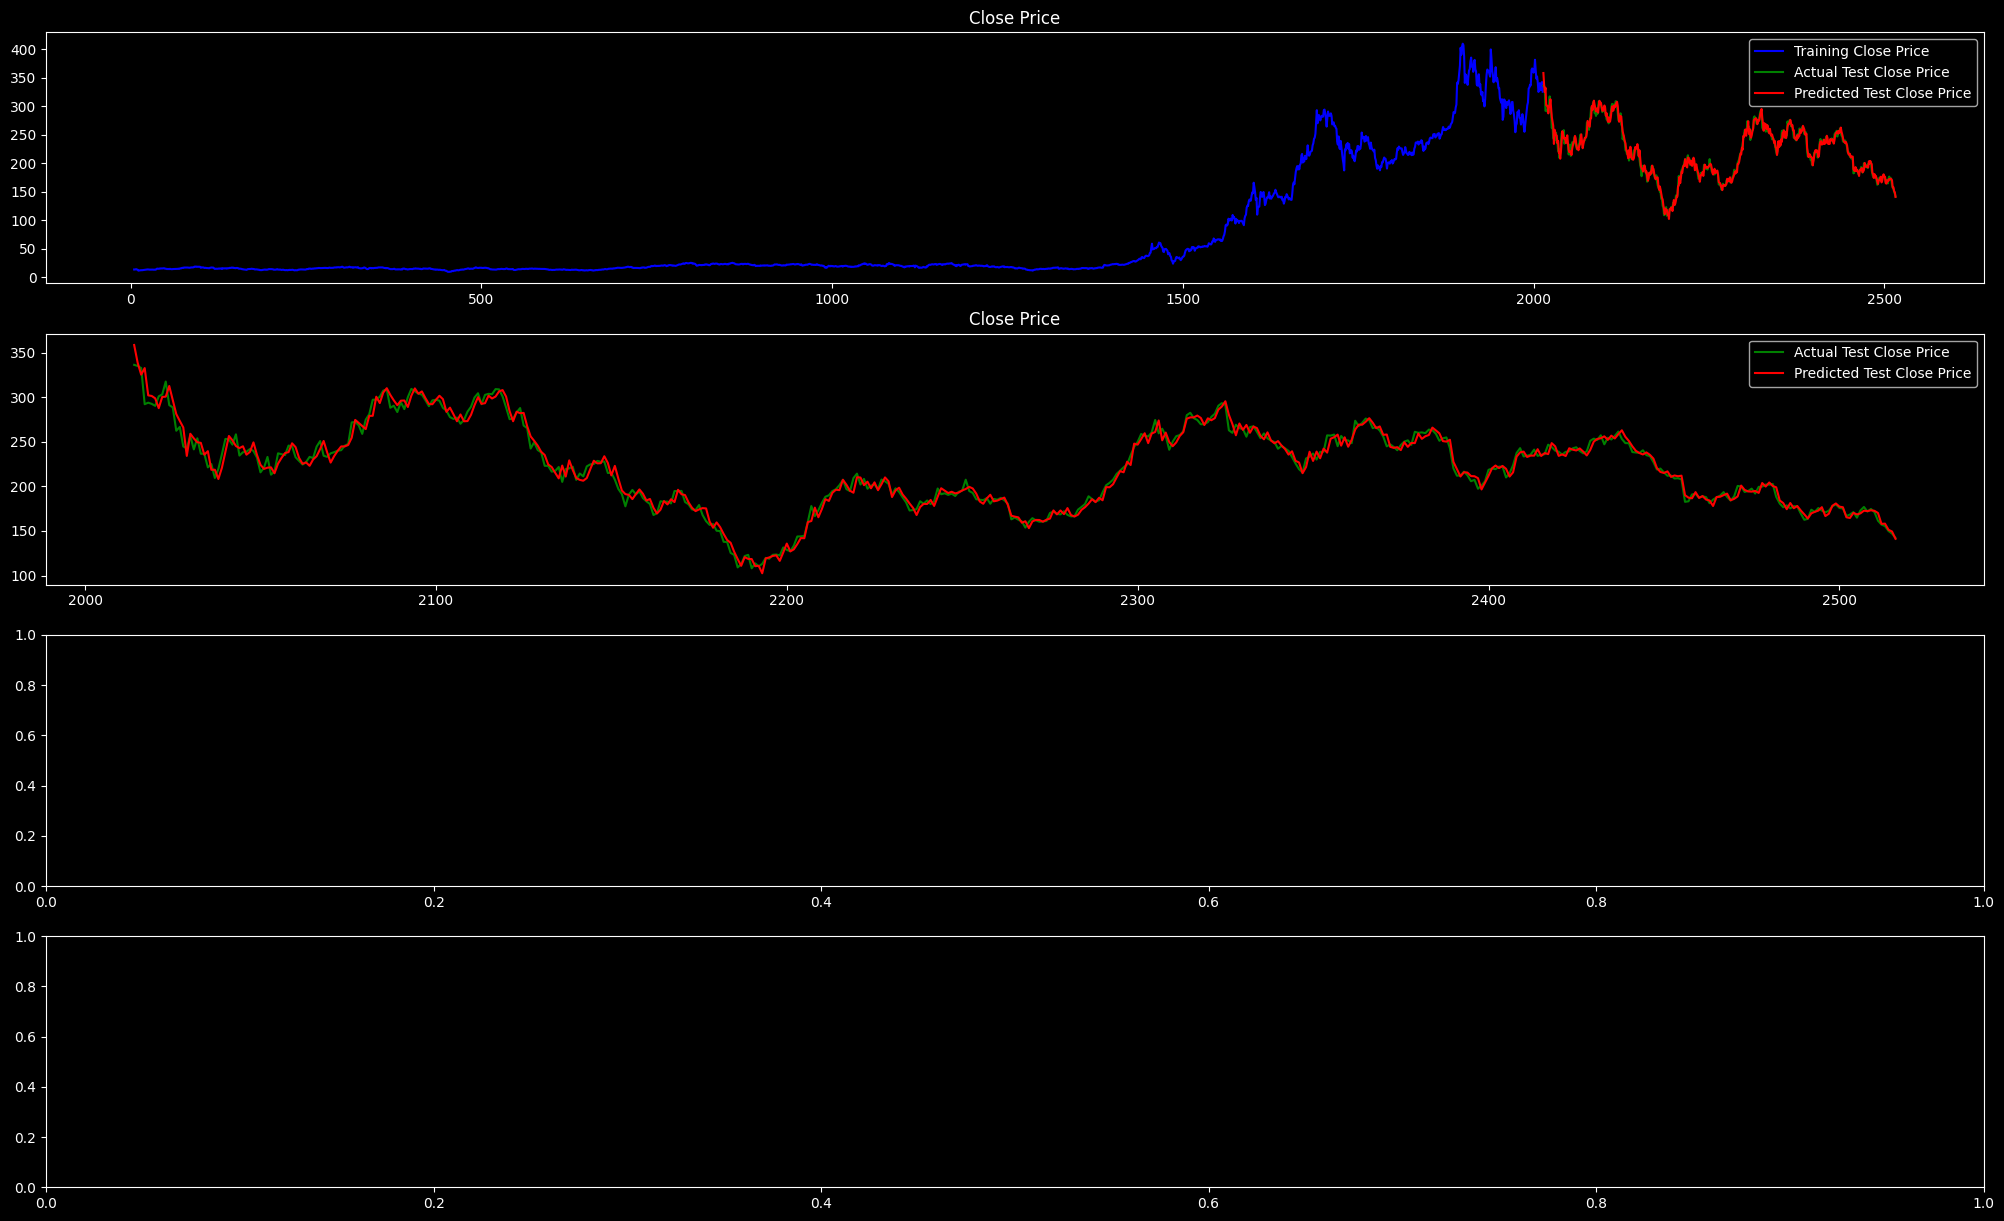 Close Price
400
350
300
250
200
150
100
50
0
Training Close Price
Actual Test Close Price
Predicted Test Close Price
0 500 1000 1500 2000 2500
Close Price
350
300
250
200
150
100
Actual Test Close Price
Predicted Test Close Price
2000 2100 2200 2300 2400 2500
1.0
0.8
0.6
0.4
0.2
0.0
0.0 0.2 0.4 0.6 0.8 1.0
1.0
0.8
0.6
0.4
0.2
0.0
0.0 0.2 0.4 0.6 0.8 1.0